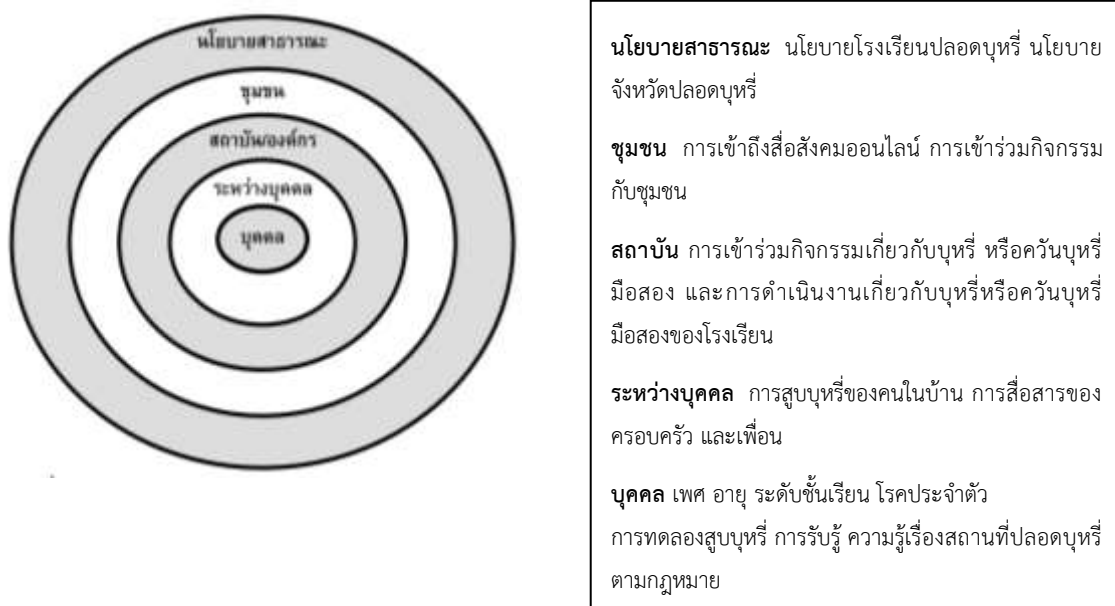 นโยบายสาธารณะ
ชุมชน
สถาบัน/องค์กร
ระหว่างบุคคล
บุคคล
นโยบายสาธารณะ นโยบายโรงเรียนปลอดบุหรี่ นโยบาย
จังหวัดปลอดบุหรี่
ชุมชน การเข้าถึงสื่อสังคมออนไลน์ การเข้าร่วมกิจกรรม
กับชุมชน
สถาบัน การเข้าร่วมกิจกรรมเกี่ยวกับบุหรี่ หรือควันบุหรี่
มือสอง และการดำเนินงานเกี่ยวกับบุหรี่หรือควันบุหรี่
มือสองของโรงเรียน
ระหว่างบุคคล การสูบบุหรี่ของคนในบ้าน การสื่อสารของ
ครอบครัว และเพื่อน
บุคคล เพศ อายุ ระดับชั้นเรียน โรคประจำตัว
การทดลองสูบบุหรี่ การรับรู้ ความรู้เรื่องสถานที่ปลอดบุหรี่
ตามกฎหมาย